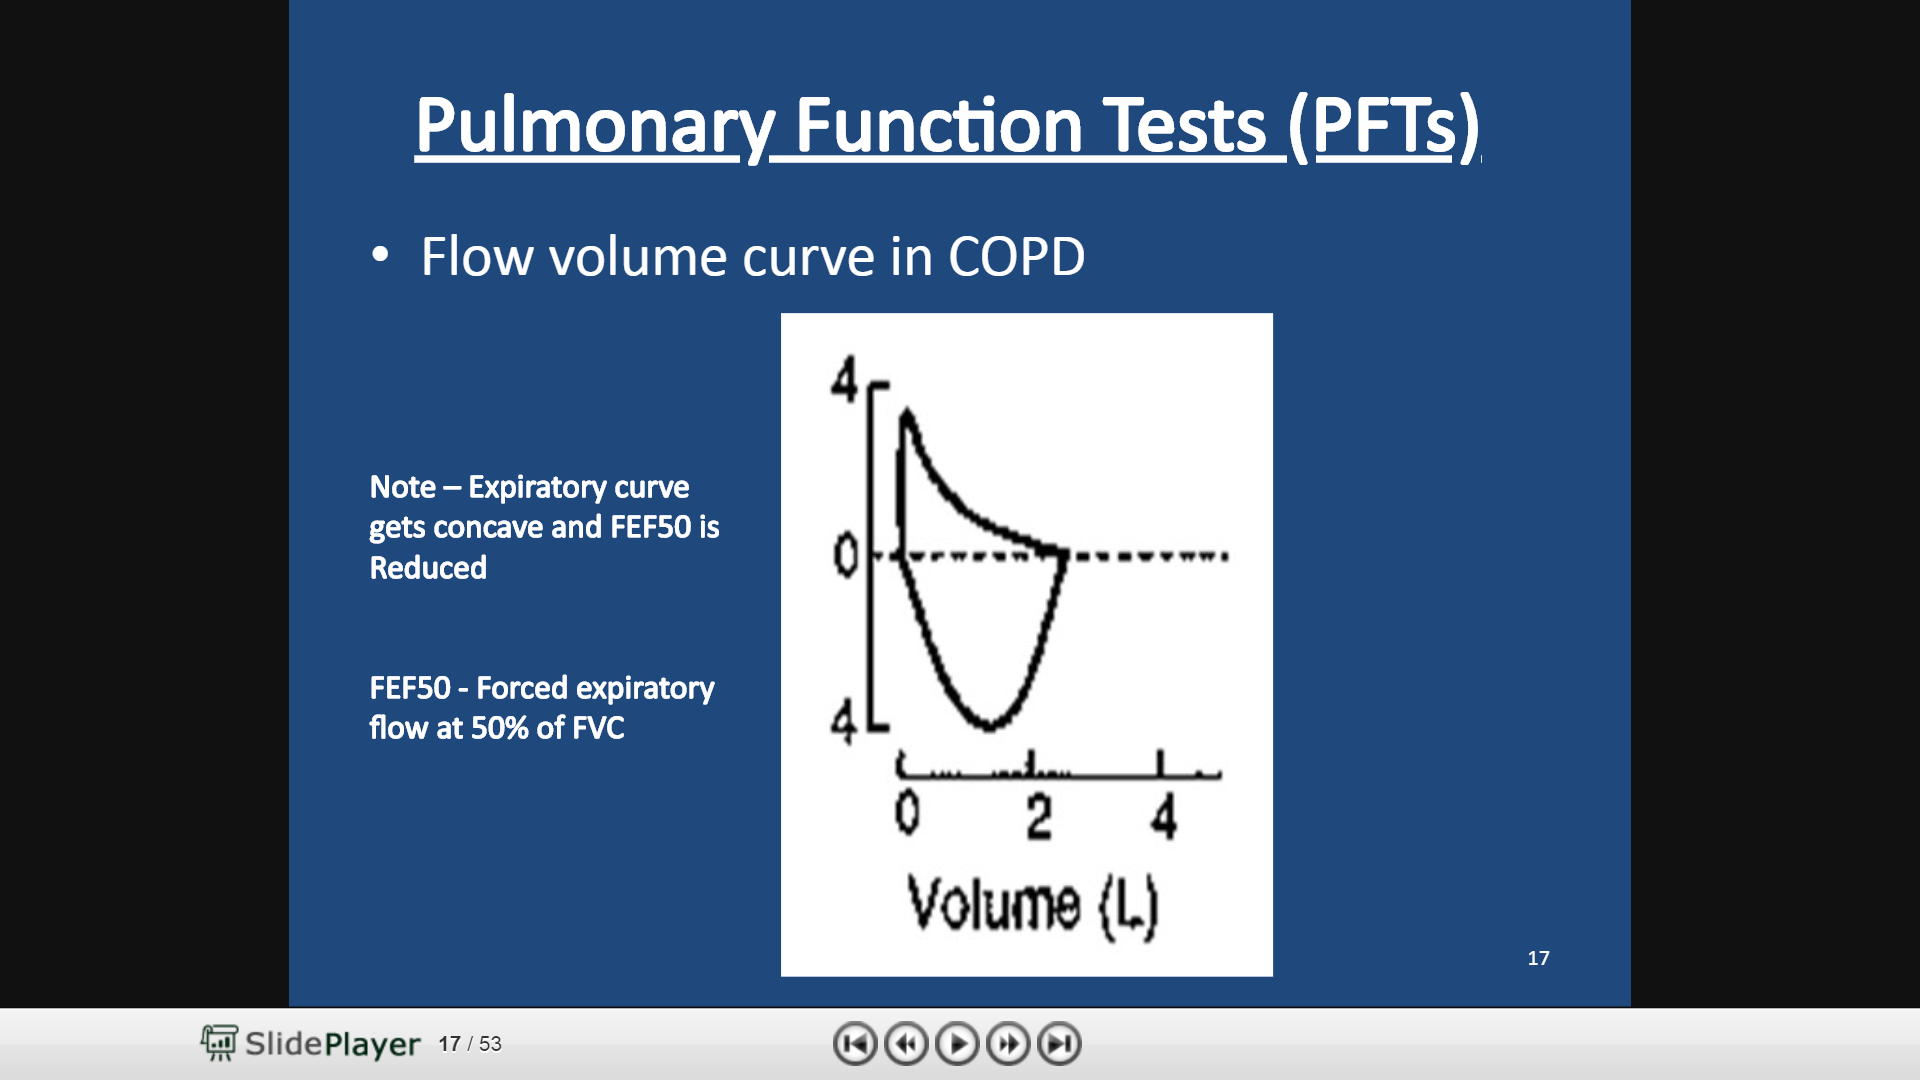 Pulmonary Function Tests (PFTs)
• Flow volume curve in COPD
Note – Expiratory curve
gets concave and FEF50 is
Reduced
FEF50 - Forced expiratory
flow at 50% of FVC
4
0
4
0 2 4
Volume (L)
17
SlidePlayer 17 / 53